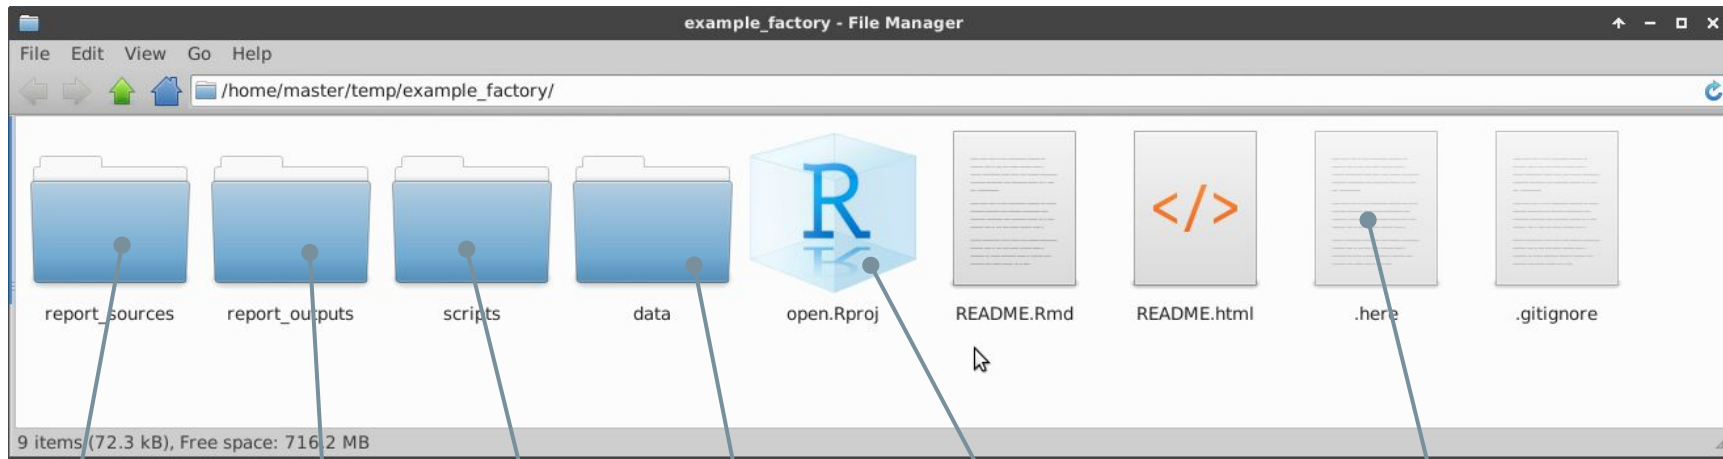 example_factory - File Manager
File Edit View Go Help
/home/master/temp/example_factory/
R
</>
report_sources report_outputs scripts data open.Rproj README.Rmd README.html .here .gitignore
9 items (72.3 kB), Free space: 716.2 MB